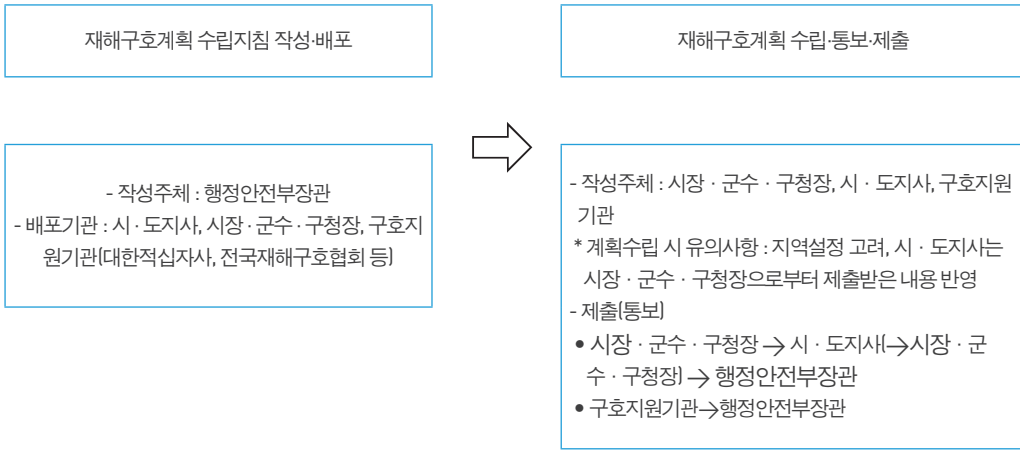 재해구호계획 수립지침 작성·배포
- 작성주체 : 행정안전부장관
- 배포기관 : 시 · 도지사, 시장 · 군수 · 구청장, 구호지
원기관(대한적십자사, 전국재해구호협회 등)
재해구호계획 수립·통보·제출
- 작성주체 : 시장 · 군수 · 구청장, 시 · 도지사, 구호지원
기관
* 계획수립 시 유의사항 : 지역설정 고려, 시 · 도지사는
시장 · 군수 · 구청장으로부터 제출받은 내용 반영
- 제출(통보)
• 시장 · 군수 · 구청장 → 시 · 도지사(→시장 · 군
수 · 구청장) → 행정안전부장관
• 구호지원기관→행정안전부장관